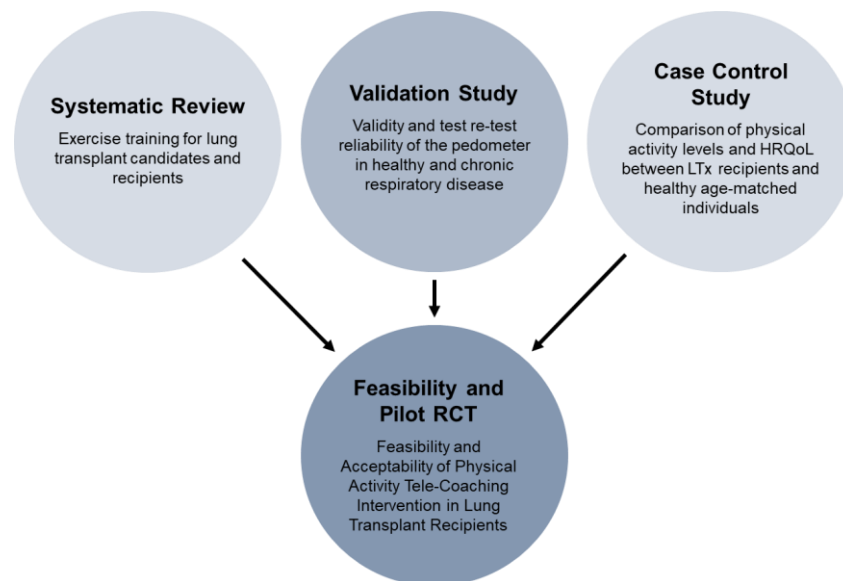 Systematic Review
Exercise training for lung
transplant candidates and
recipients
Validation Study
Validity and test re-test
reliability of the pedometer
in healthy and chronic
respiratory disease
Case Control
Study
Comparison of physical
activity levels and HRQoL
between LTx recipients and
healthy age-matched
individuals
Feasibility and
Pilot RCT
Feasibility and
Acceptability of Physical
Activity Tele-Coaching
Intervention in Lung
Transplant Recipients